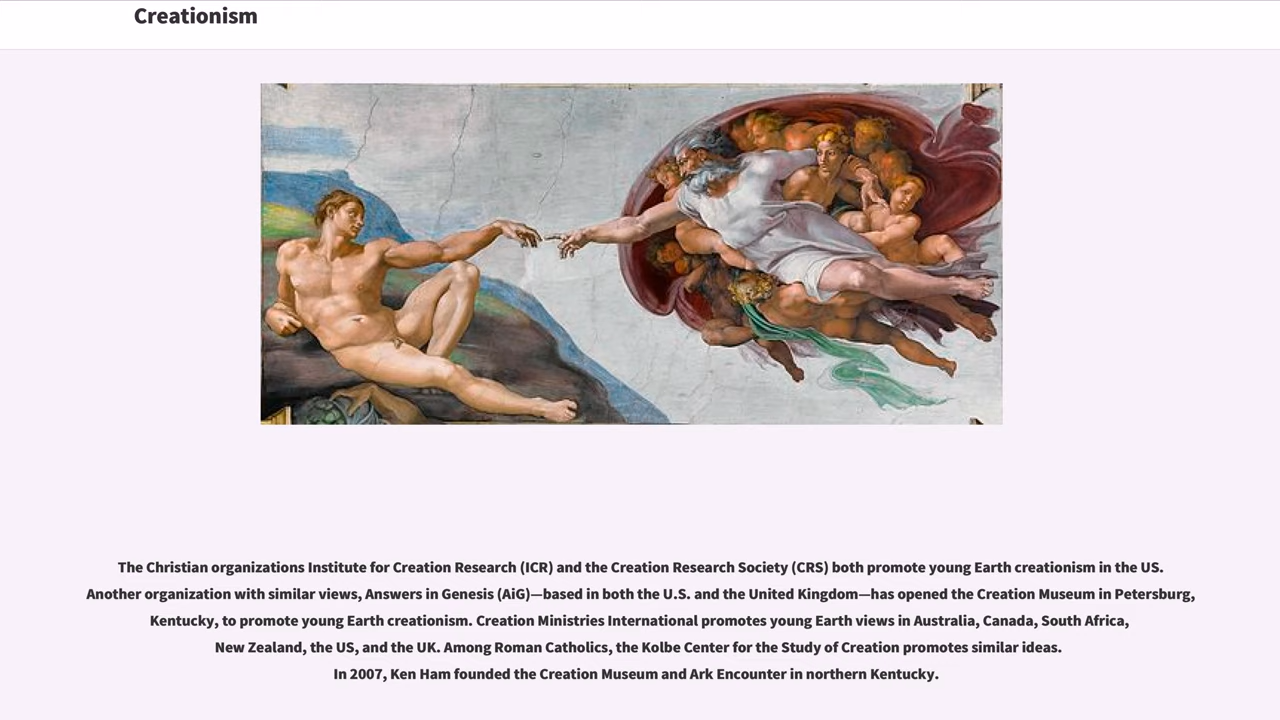 Creationism
The Christian organizations Institute for Creation Research (ICR) and the Creation Research Society (CRS) both promote young Earth creationism in the US.
Another organization with similar views, Answers in Genesis (AiG)—based in both the U.S. and the United Kingdom—has opened the Creation Museum in Petersburg,
Kentucky, to promote young Earth creationism. Creation Ministries International promotes young Earth views in Australia, Canada, South Africa,
New Zealand, the US, and the UK. Among Roman Catholics, the Kolbe Center for the Study of Creation promotes similar ideas.
In 2007, Ken Ham founded the Creation Museum and Ark Encounter in northern Kentucky.